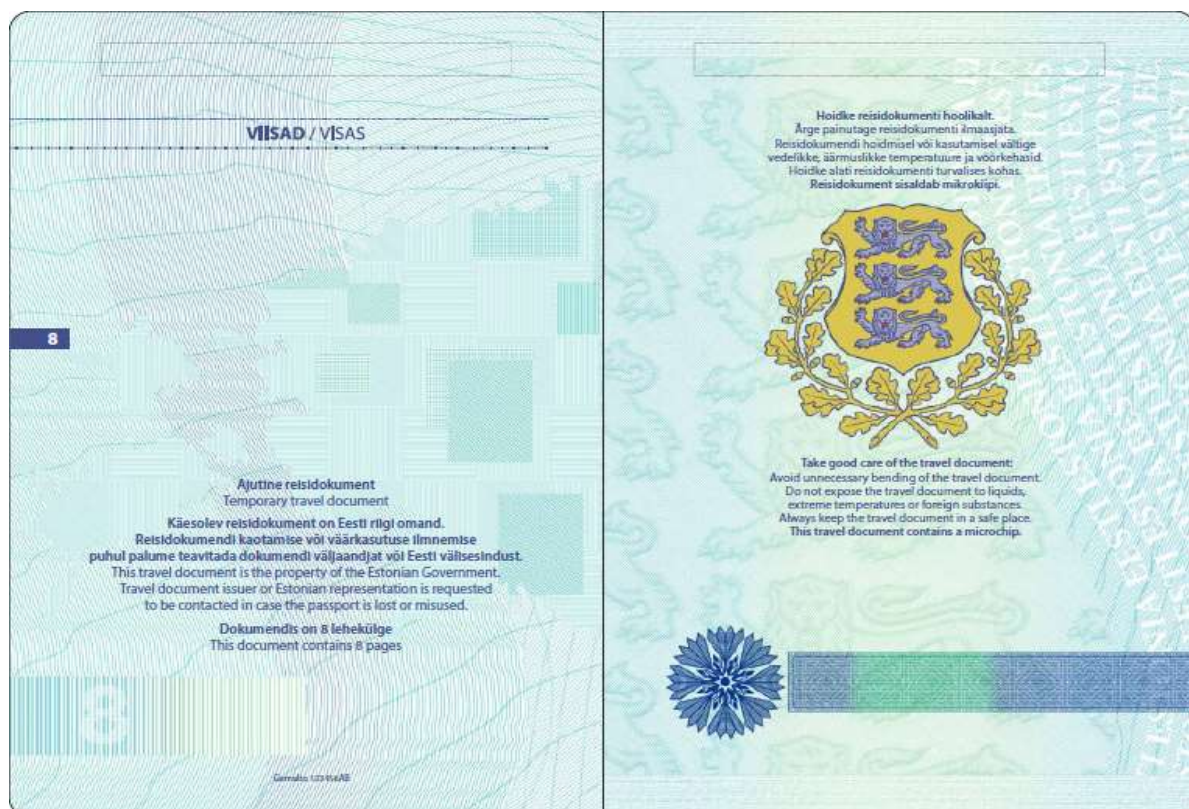 VIISAD / VISAS
8
Ajutine reisidokument
Temporary travel document
Käesolev reisidokument on Eesti riigi omand.
Reisidokumendi kaotamise või väärkasutuse ilmnemise
puhul palume teavitada dokumendi väljaandjat või Eesti välisesindust.
This travel document is the property of the Estonian Government.
Travel document issuer or Estonian representation is requested
to be contacted in case the passport is lost or misused.
Dokumendis on 8 lehekülge
This document contains 8 pages
8
Gemalto 123456AB
Hoidke reisidokumenti hoolikalt.
Ärge painutage reisidokumenti ilmaasjata.
Reisidokumendi hoidmisel või kasutamisel vältige
vedelikke, äärmuslikke temperatuure ja võõrkehasid.
Hoidke alati reisidokumenti turvalises kohas.
Reisidokument sisaldab mikrokiipi.
Take good care of the travel document:
Avoid unnecessary bending of the travel document.
Do not expose the travel document to liquids,
extreme temperatures or foreign substances.
Always keep the travel document in a safe place.
This travel document contains a microchip.